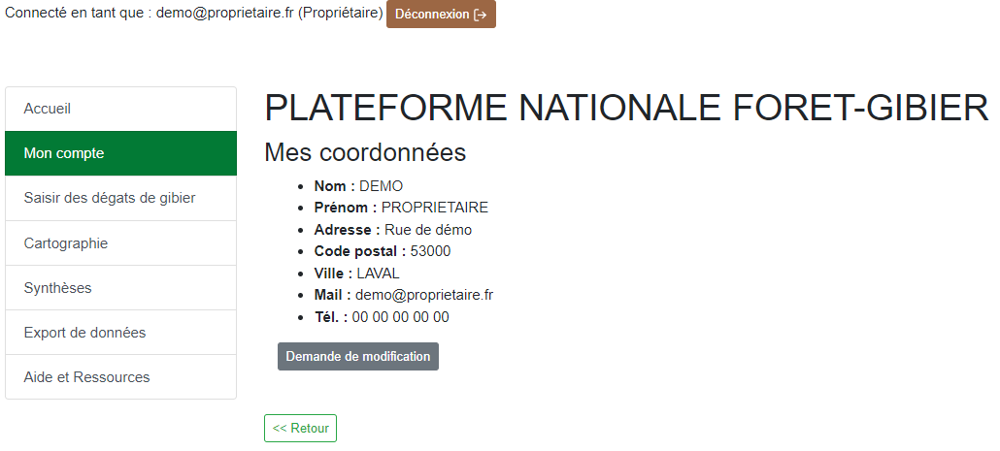 Connecté en tant que : demo@proprietaire.fr (Propriétaire) Déconnexion
Accueil
Mon compte
Saisir des dégats de gibier
Cartographie
Synthèses
Export de données
Aide et Ressources
PLATEFORME NATIONALE FORET-GIBIER
Mes coordonnées
• Nom : DEMO
• Prénom : PROPRIETAIRE
• Adresse : Rue de démo
• Code postal : 53000
• Ville : LAVAL
• Mail : demo@proprietaire.fr
• Tél. : 00 00 00 00 00
Demande de modification
<< Retour